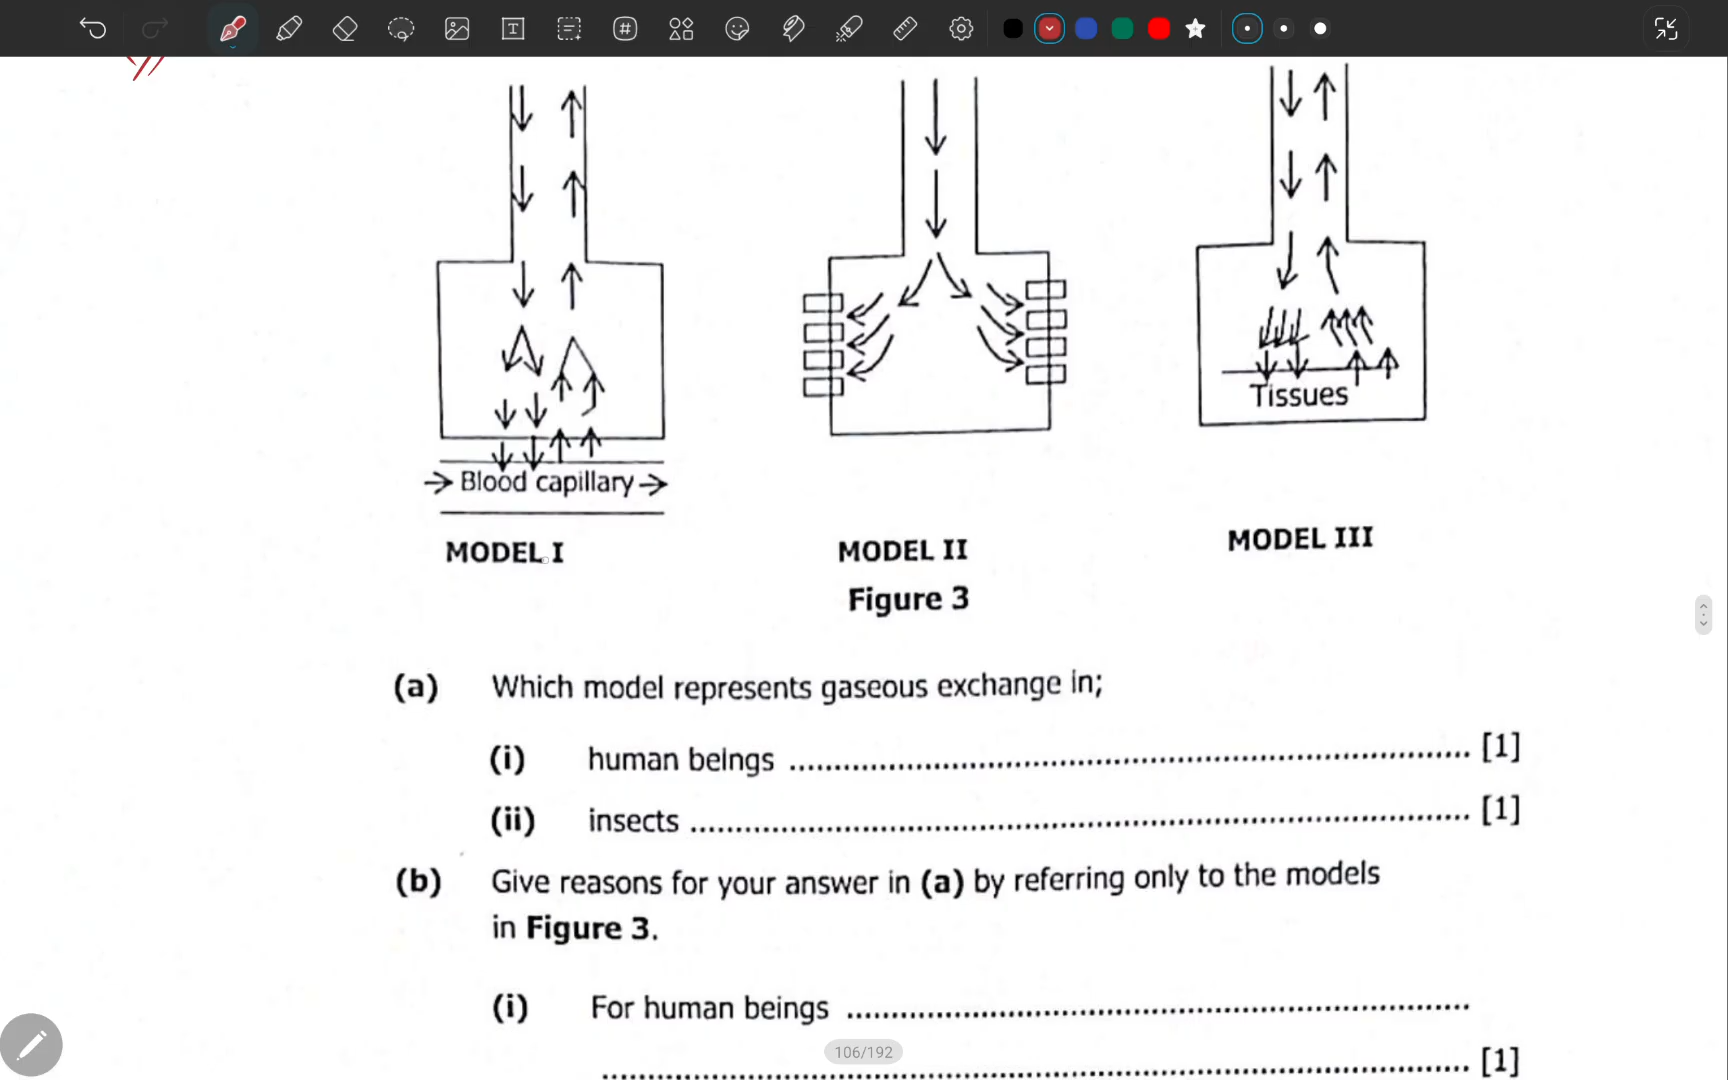 → Blood capillary →
Tissues
MODEL I
MODEL II
MODEL III
Figure 3
(a) Which model represents gaseous exchange in;
(i) human beings .......................................................................... [1]
(ii) insects .................................................................................... [1]
(b) Give reasons for your answer in (a) by referring only to the models
in Figure 3.
(i) For human beings ....................................................................
106/192
.................................................................................................. [1]